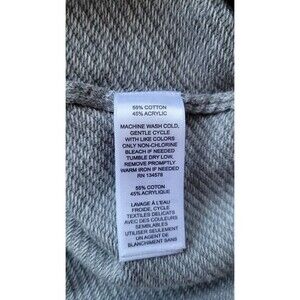 55% COTTON
45% ACRYLIC
MACHINE WASH COLD,
GENTLE CYCLE
WITH LIKE COLORS
ONLY NON-CHLORINE
BLEACH IF NEEDED
TUMBLE DRY LOW,
REMOVE PROMPTLY
WARM IRON IF NEEDED
RN 134578
55% COTON
45% ACRYLIQUE
LAVAGE À L'EAU
FROIDE, CYCLE
TEXTILES DÉLICATS
AVEC DES COULEURS
SEMBLABLES
UTILISER SEULEMENT
UN AGENT DE
BLANCHIMENT SANS